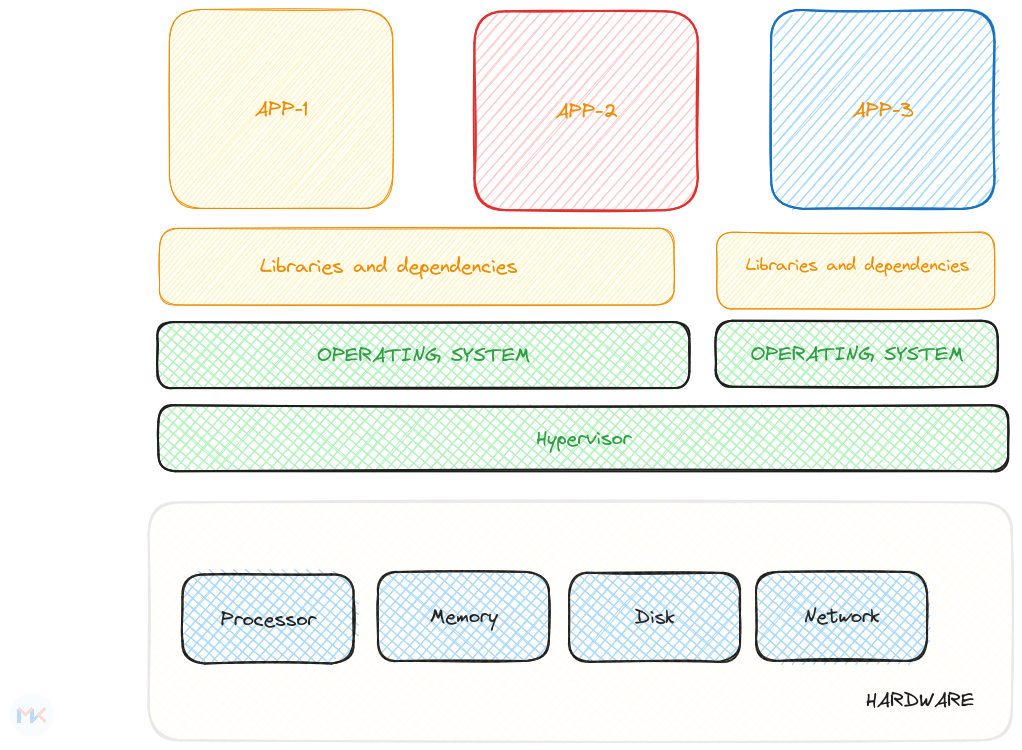 APP-1
APP-2
APP-3
Libraries and dependencies
Libraries and dependencies
OPERATING SYSTEM
OPERATING SYSTEM
Hypervisor
Processor
Memory
Disk
Network
HARDWARE
MK